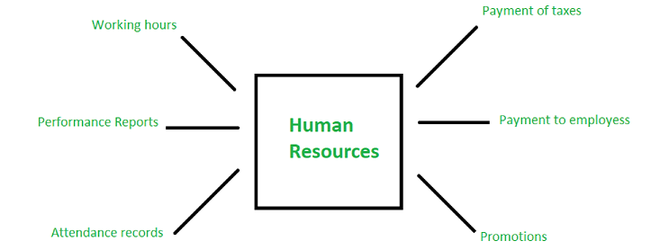 Working hours
Payment of taxes
Performance Reports
Human
Resources
Payment to employess
Attendance records
Promotions